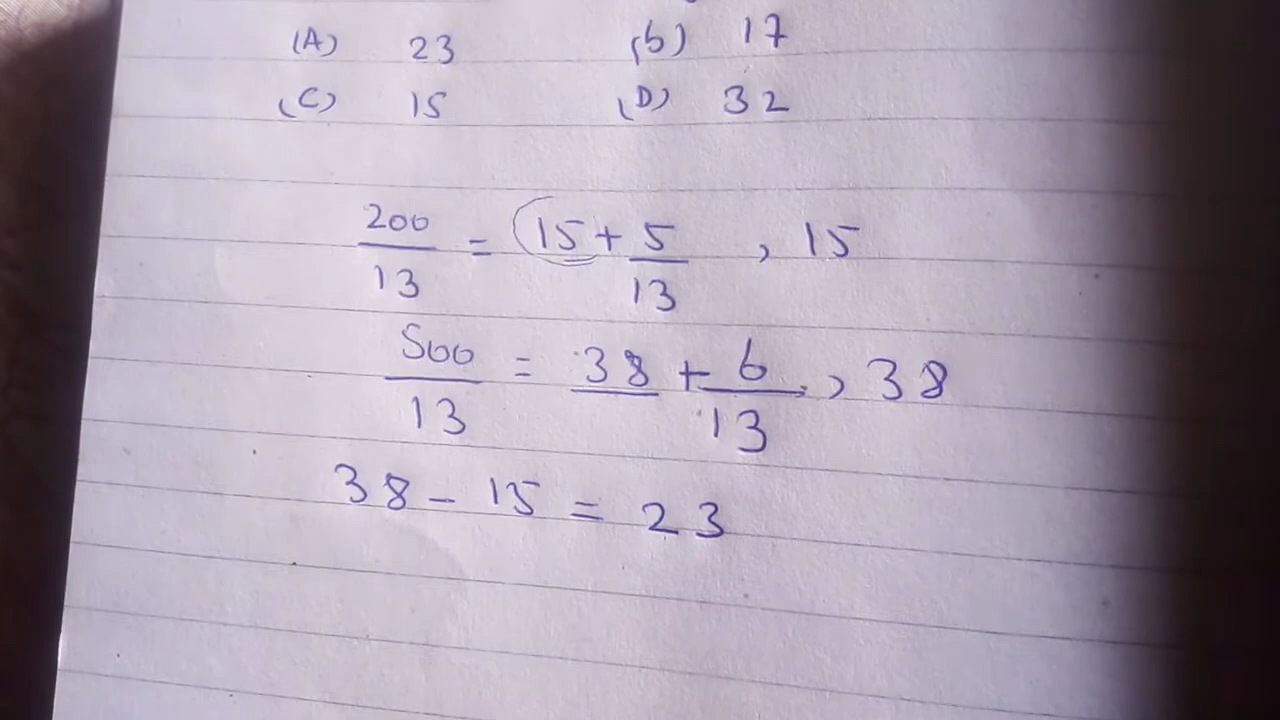 (A) 23 (b) 17
(C) 15 (D) 32
200/13 = (15 + 5/13 , 15
500/13 = 38 + 6/13 , 38
38 - 15 = 23